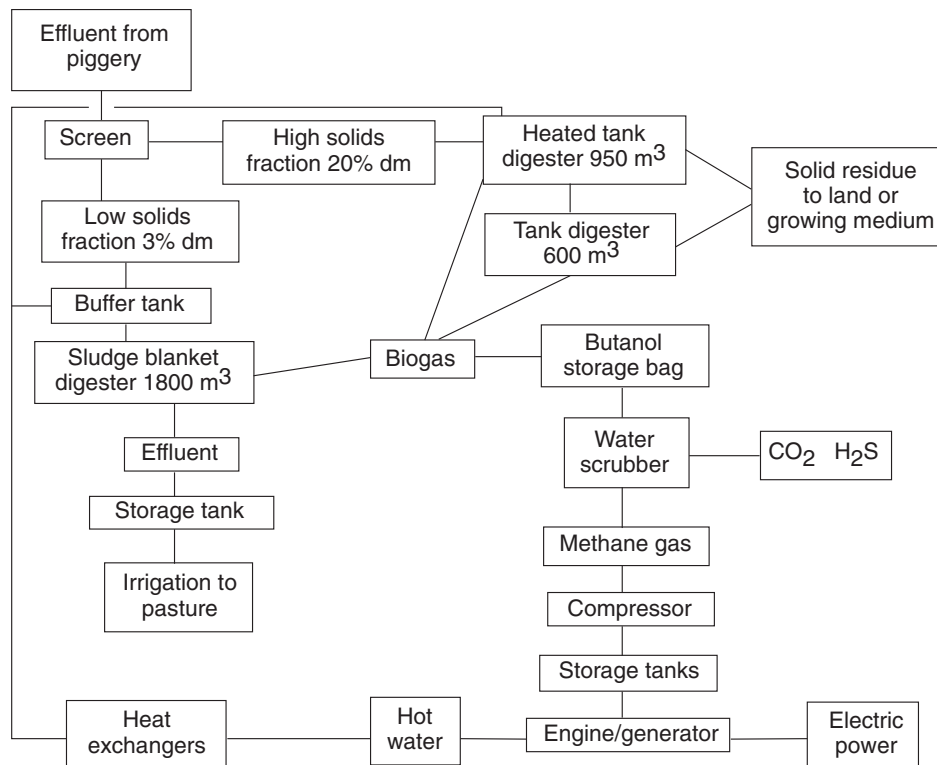 Effluent from
piggery
Screen
High solids
fraction 20% dm
Heated tank
digester 950 m3
Solid residue
to land or
growing medium
Low solids
fraction 3% dm
Tank digester
600 m3
Buffer tank
Sludge blanket
digester 1800 m3
Biogas
Butanol
storage bag
Effluent
Water
scrubber
CO2 H2S
Storage tank
Methane gas
Irrigation to
pasture
Compressor
Storage tanks
Heat
exchangers
Hot
water
Engine/generator
Electric
power